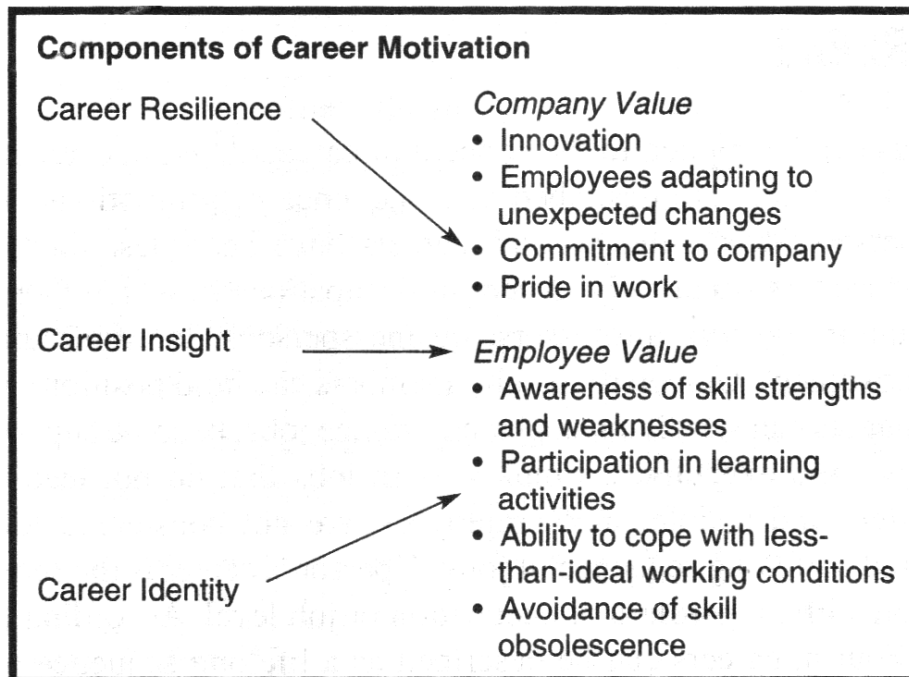 Components of Career Motivation
Career Resilience
Company Value
• Innovation
• Employees adapting to
unexpected changes
• Commitment to company
• Pride in work
Career Insight
Employee Value
• Awareness of skill strengths
and weaknesses
• Participation in learning
activities
• Ability to cope with less-
than-ideal working conditions
• Avoidance of skill
obsolescence
Career Identity